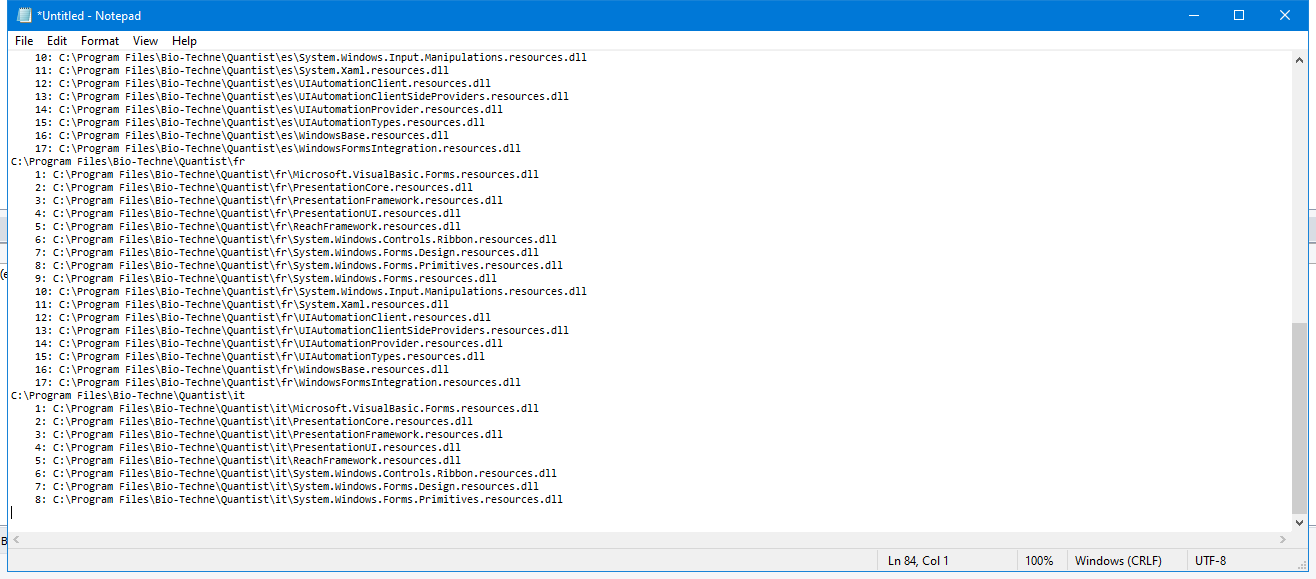 *Untitled - Notepad
File Edit Format View Help
10: C:\Program Files\Bio-Techne\Quantist\es\System.Windows.Input.Manipulations.resources.dll
11: C:\Program Files\Bio-Techne\Quantist\es\System.Xaml.resources.dll
12: C:\Program Files\Bio-Techne\Quantist\es\UIAutomationClient.resources.dll
13: C:\Program Files\Bio-Techne\Quantist\es\UIAutomationClientSideProviders.resources.dll
14: C:\Program Files\Bio-Techne\Quantist\es\UIAutomationProvider.resources.dll
15: C:\Program Files\Bio-Techne\Quantist\es\UIAutomationTypes.resources.dll
16: C:\Program Files\Bio-Techne\Quantist\es\WindowsBase.resources.dll
17: C:\Program Files\Bio-Techne\Quantist\es\WindowsFormsIntegration.resources.dll
C:\Program Files\Bio-Techne\Quantist\fr
1: C:\Program Files\Bio-Techne\Quantist\fr\Microsoft.VisualBasic.Forms.resources.dll
2: C:\Program Files\Bio-Techne\Quantist\fr\PresentationCore.resources.dll
3: C:\Program Files\Bio-Techne\Quantist\fr\PresentationFramework.resources.dll
4: C:\Program Files\Bio-Techne\Quantist\fr\PresentationUI.resources.dll
5: C:\Program Files\Bio-Techne\Quantist\fr\ReachFramework.resources.dll
6: C:\Program Files\Bio-Techne\Quantist\fr\System.Windows.Controls.Ribbon.resources.dll
7: C:\Program Files\Bio-Techne\Quantist\fr\System.Windows.Forms.Design.resources.dll
8: C:\Program Files\Bio-Techne\Quantist\fr\System.Windows.Forms.Primitives.resources.dll
9: C:\Program Files\Bio-Techne\Quantist\fr\System.Windows.Forms.resources.dll
10: C:\Program Files\Bio-Techne\Quantist\fr\System.Windows.Input.Manipulations.resources.dll
11: C:\Program Files\Bio-Techne\Quantist\fr\System.Xaml.resources.dll
12: C:\Program Files\Bio-Techne\Quantist\fr\UIAutomationClient.resources.dll
13: C:\Program Files\Bio-Techne\Quantist\fr\UIAutomationClientSideProviders.resources.dll
14: C:\Program Files\Bio-Techne\Quantist\fr\UIAutomationProvider.resources.dll
15: C:\Program Files\Bio-Techne\Quantist\fr\UIAutomationTypes.resources.dll
16: C:\Program Files\Bio-Techne\Quantist\fr\WindowsBase.resources.dll
17: C:\Program Files\Bio-Techne\Quantist\fr\WindowsFormsIntegration.resources.dll
C:\Program Files\Bio-Techne\Quantist\it
1: C:\Program Files\Bio-Techne\Quantist\it\Microsoft.VisualBasic.Forms.resources.dll
2: C:\Program Files\Bio-Techne\Quantist\it\PresentationCore.resources.dll
3: C:\Program Files\Bio-Techne\Quantist\it\PresentationFramework.resources.dll
4: C:\Program Files\Bio-Techne\Quantist\it\PresentationUI.resources.dll
5: C:\Program Files\Bio-Techne\Quantist\it\ReachFramework.resources.dll
6: C:\Program Files\Bio-Techne\Quantist\it\System.Windows.Controls.Ribbon.resources.dll
7: C:\Program Files\Bio-Techne\Quantist\it\System.Windows.Forms.Design.resources.dll
8: C:\Program Files\Bio-Techne\Quantist\it\System.Windows.Forms.Primitives.resources.dll
Ln 84, Col 1 100% Windows (CRLF) UTF-8